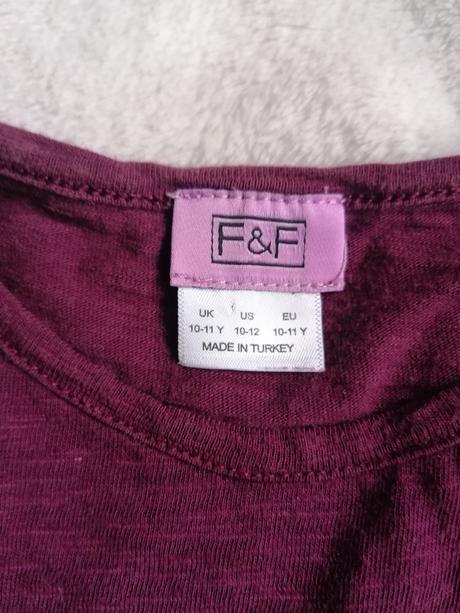 F&F
UK US EU
10-11 Y 10-12 10-11 Y
MADE IN TURKEY